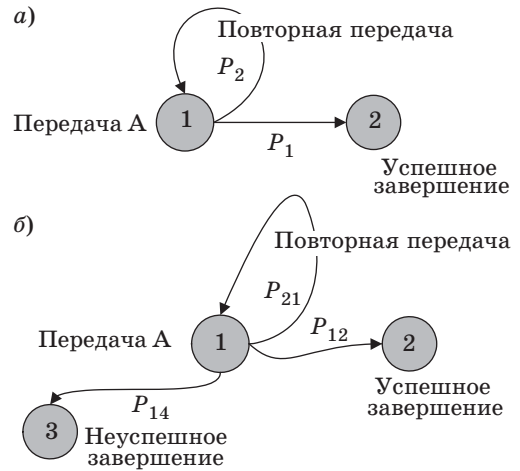 а)
Повторная передача
P2
Передача А
1
2
P1
Успешное
завершение
б)
Повторная передача
P21
P12
Передача А
1
2
Успешное
завершение
P14
3
Неуспешное
завершение